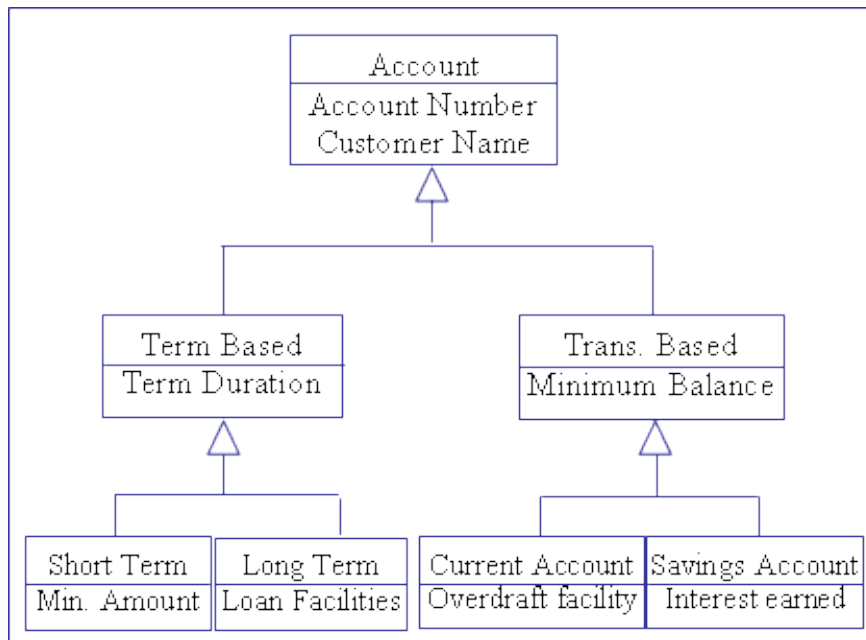 Account
Account Number
Customer Name
Term Based
Term Duration
Trans. Based
Minimum Balance
Short Term
Min. Amount
Long Term
Loan Facilities
Current Account
Overdraft facility
Savings Account
Interest earned